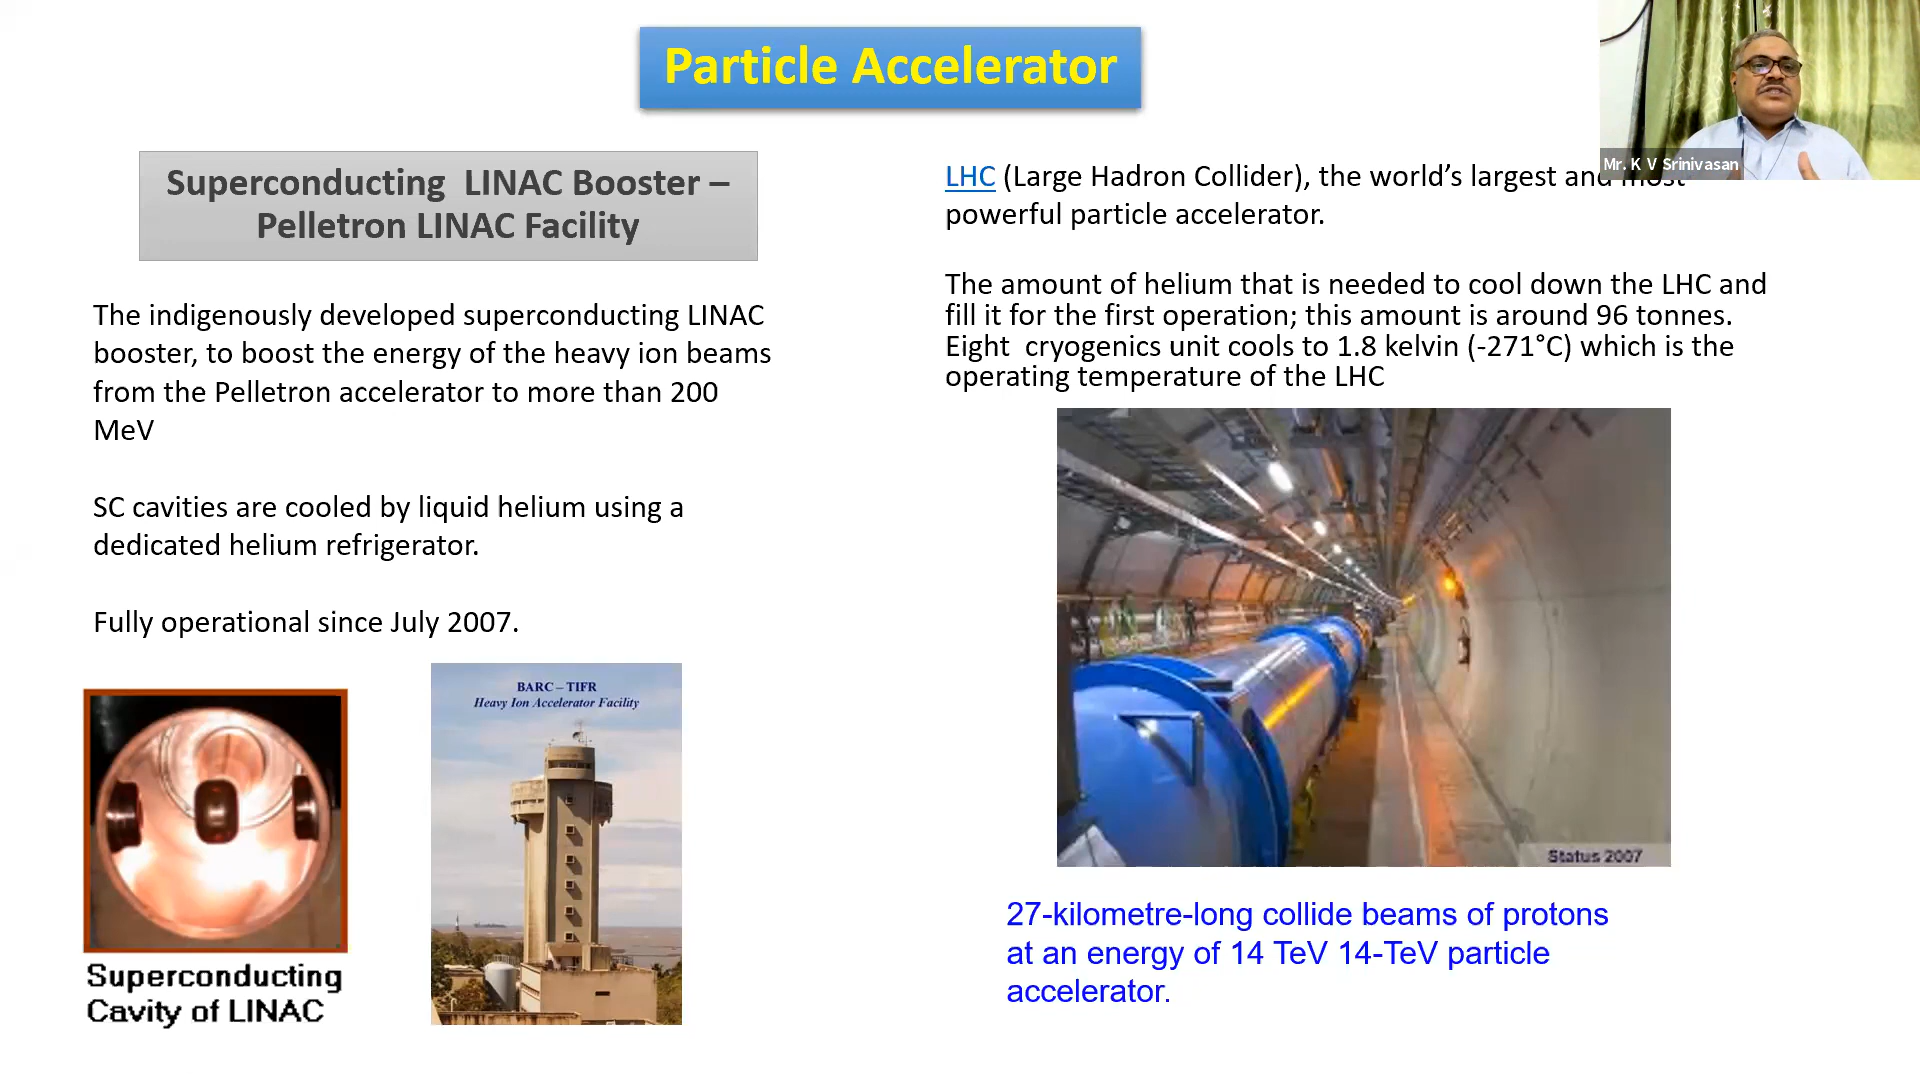 Particle Accelerator
Superconducting LINAC Booster –
Pelletron LINAC Facility
The indigenously developed superconducting LINAC
booster, to boost the energy of the heavy ion beams
from the Pelletron accelerator to more than 200
MeV
SC cavities are cooled by liquid helium using a
dedicated helium refrigerator.
Fully operational since July 2007.
Superconducting
Cavity of LINAC
BARC – TIFR
Heavy Ion Accelerator Facility
LHC (Large Hadron Collider), the world’s largest and most
powerful particle accelerator.
The amount of helium that is needed to cool down the LHC and
fill it for the first operation; this amount is around 96 tonnes.
Eight cryogenics unit cools to 1.8 kelvin (-271°C) which is the
operating temperature of the LHC
Status 2007
27-kilometre-long collide beams of protons
at an energy of 14 TeV 14-TeV particle
accelerator.
Mr. K V Srinivasan